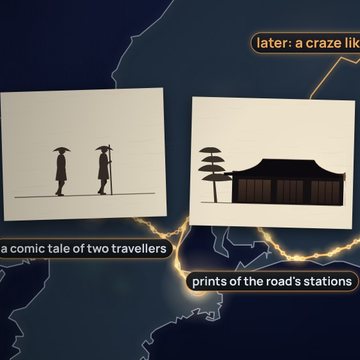 later: a craze lik
a comic tale of two travellers
prints of the road's stations